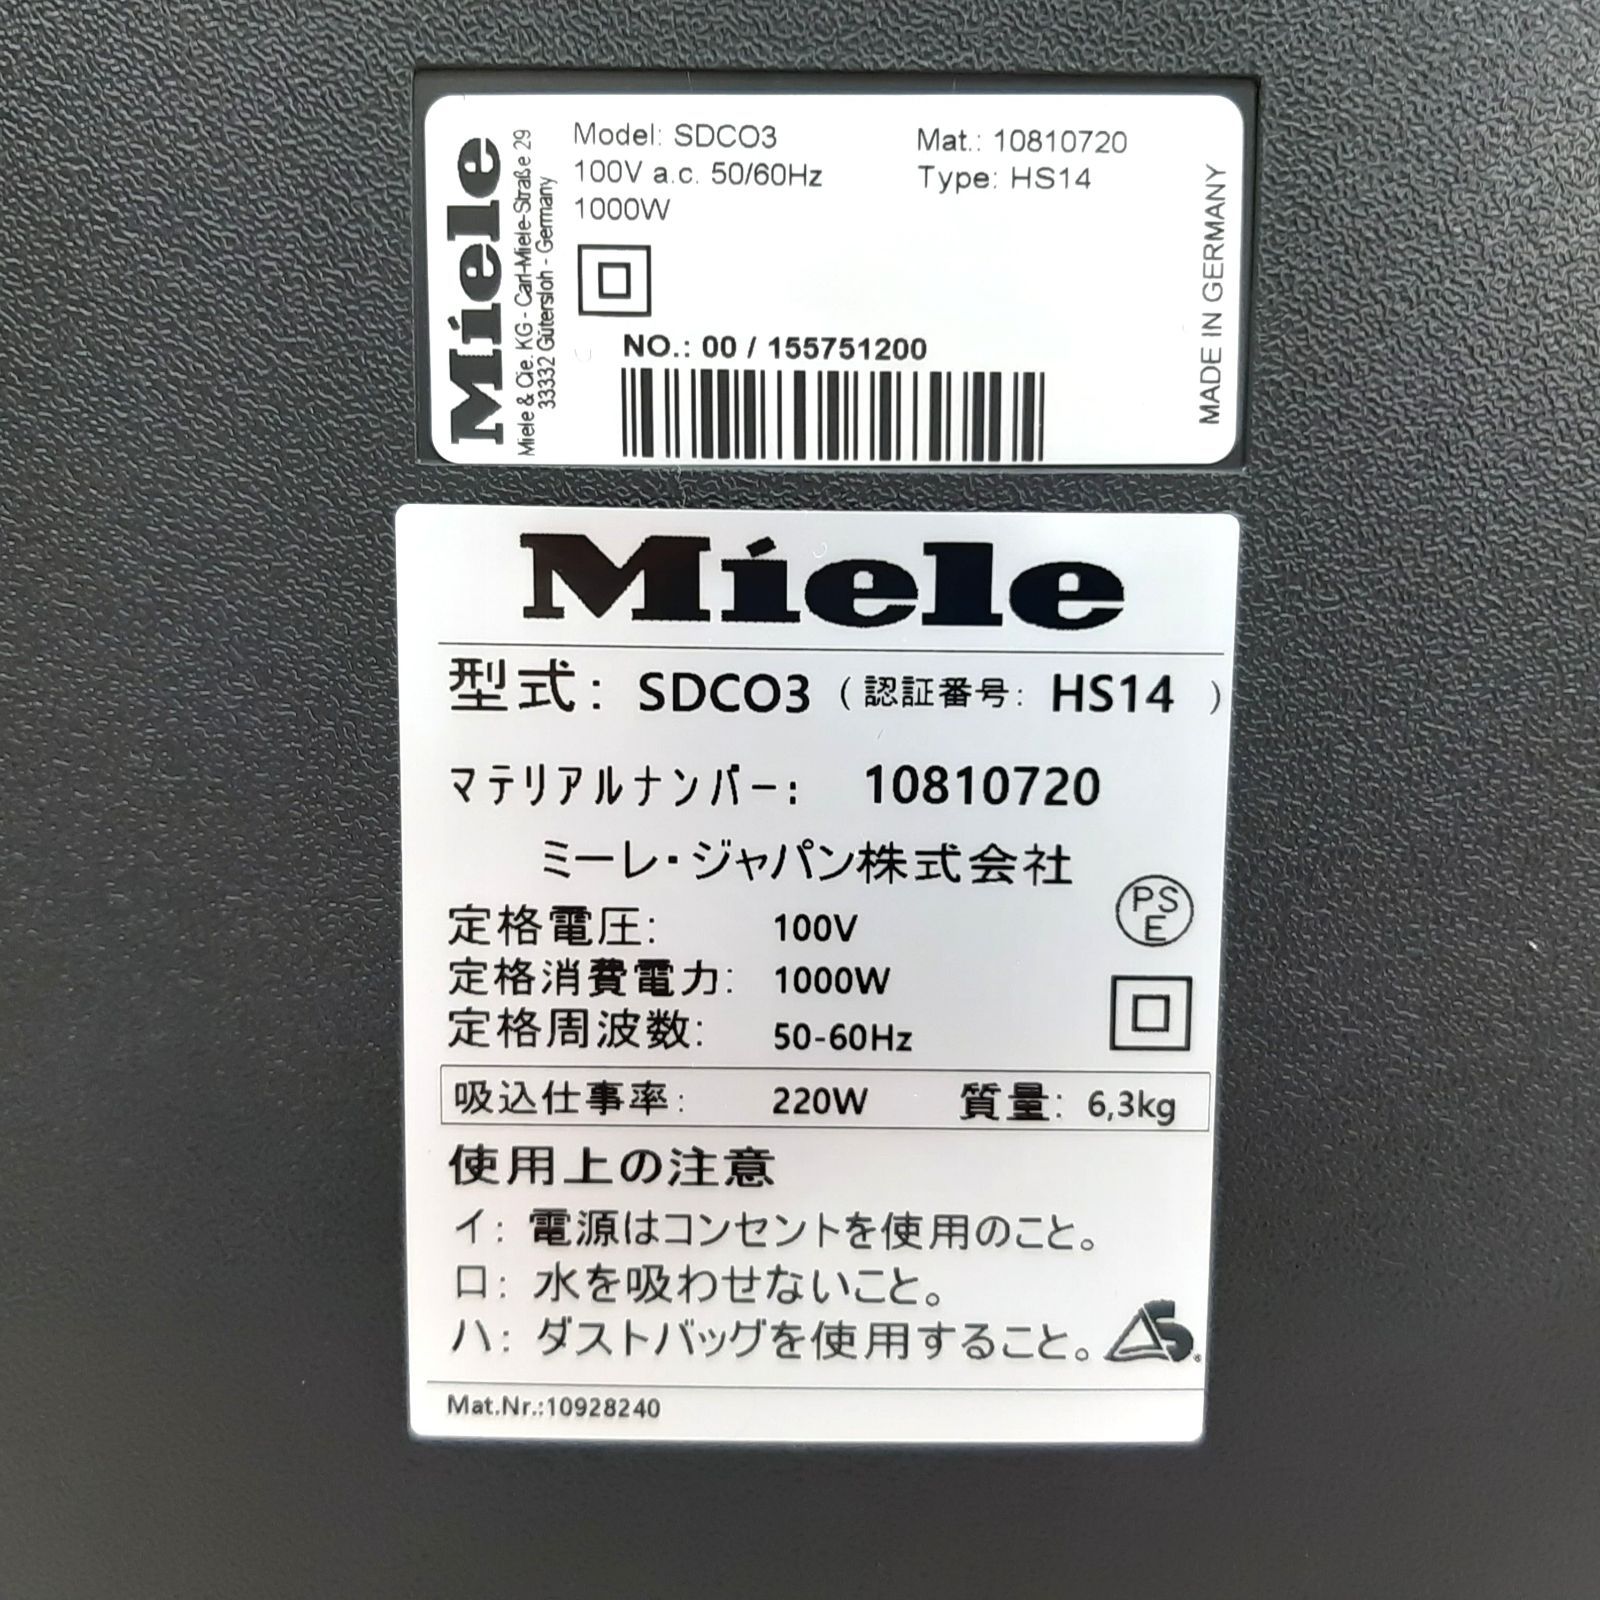 Miele
Miele & Cie. KG - Carl-Miele-Straße 29
33332 Gütersloh - Germany
Model: SDCO3
100V a.c. 50/60Hz
1000W
Mat.: 10810720
Type: HS14
NO.: 00 / 155751200
MADE IN GERMANY
Miele
型式: SDCO3 (認証番号: HS14 )
マテリアルナンバー: 10810720
ミーレ・ジャパン株式会社
PS
E
定格電圧: 100V
定格消費電力: 1000W
定格周波数: 50-60Hz
吸込仕事率: 220W 質量: 6,3kg
使用上の注意
イ: 電源はコンセントを使用のこと。
ロ: 水を吸わせないこと。
ハ: ダストバッグを使用すること。
Mat.Nr.:10928240